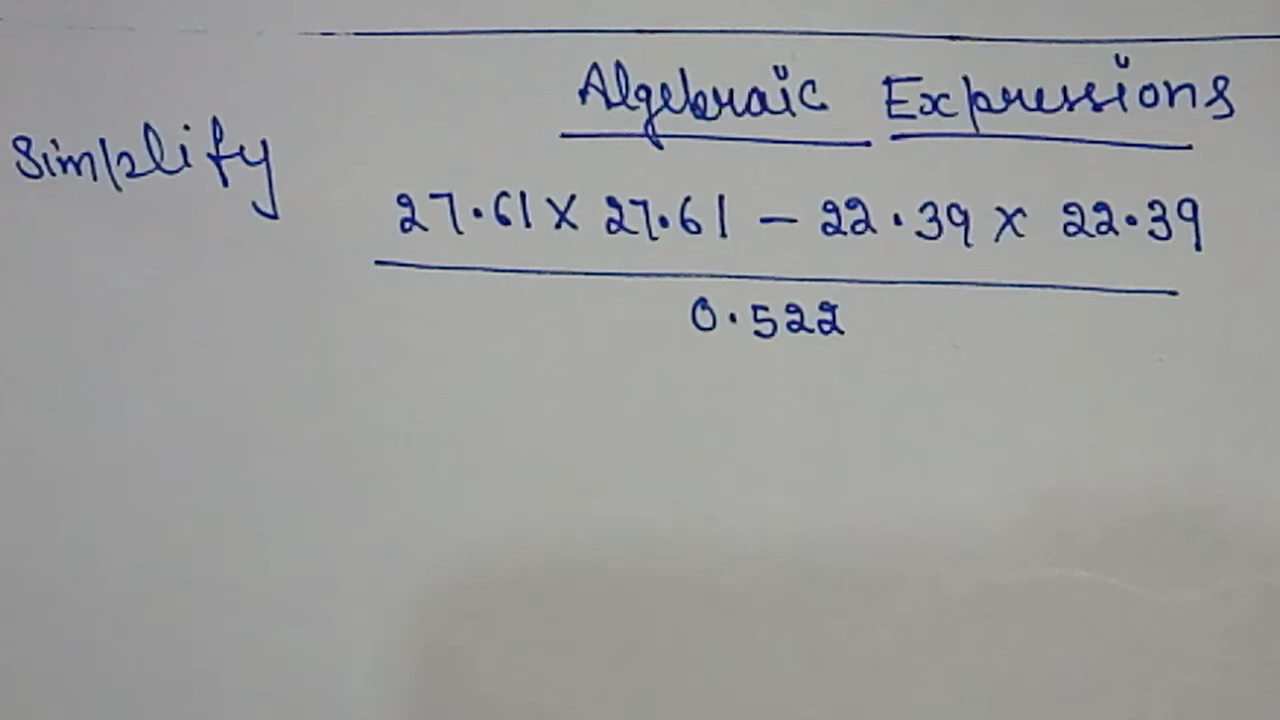 Algebraic Expressions
Simplify
27.61 x 27.61 - 22.39 x 22.39
0.522